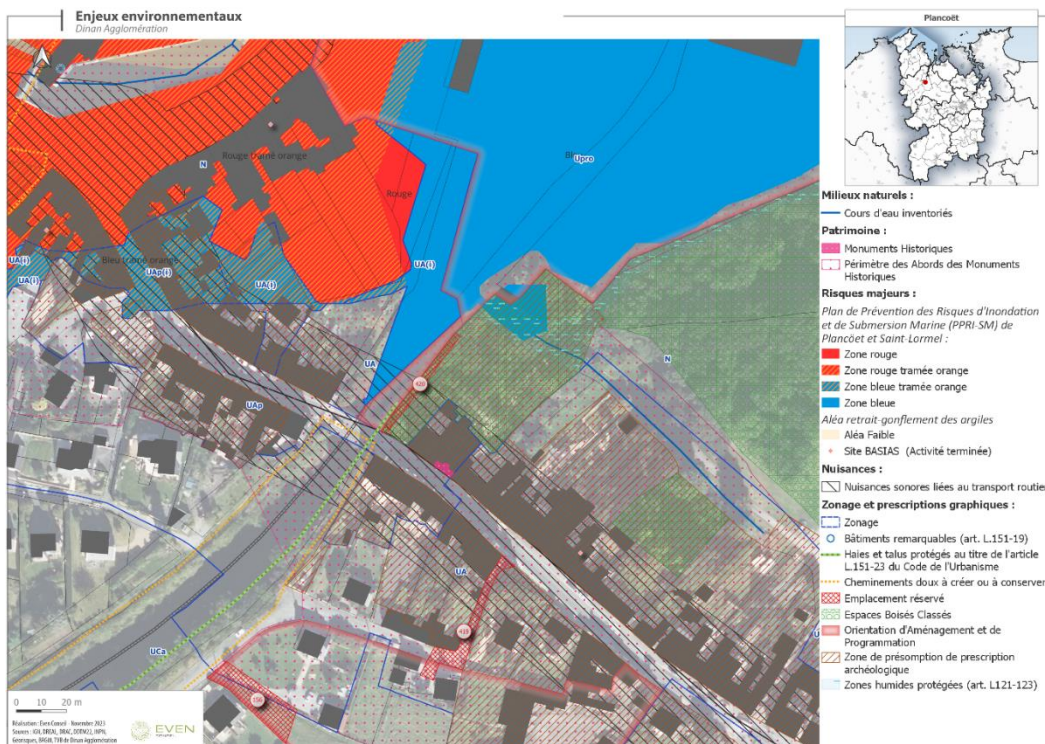 Enjeux environnementaux
Dinan Agglomération
Plancoët
Rouge tramé orange
N
Rouge
Bleu tramé orange
UA(i)
UA(i)
UAp(i)
UA(i)
UA(i)
Upro
UA
UAp
N
UA
UCa
420
419
0 10 20 m
Réalisation : Even Conseil - Novembre 2023
EVEN
Milieux naturels :
Cours d'eau inventoriés
Patrimoine :
Monuments Historiques
Périmètre des Abords des Monuments
Historiques
Risques majeurs :
Plan de Prévention des Risques d'Inondation
et de Submersion Marine (PPRI-SM) de
Plancöet et Saint-Lormel :
Zone rouge
Zone rouge tramée orange
Zone bleue tramée orange
Zone bleue
Aléa retrait-gonflement des argiles
Aléa Faible
Site BASIAS (Activité terminée)
Nuisances :
Nuisances sonores liées au transport routier
Zonage et prescriptions graphiques :
Zonage
Bâtiments remarquables (art. L.151-19)
Haies et talus protégés au titre de l'article
L.151-23 du Code de l'Urbanisme
Cheminements doux à créer ou à conserver
Emplacement réservé
Espaces Boisés Classés
Orientation d'Aménagement et de
Programmation
Zone de présomption de prescription
archéologique
Zones humides protégées (art. L121-123)